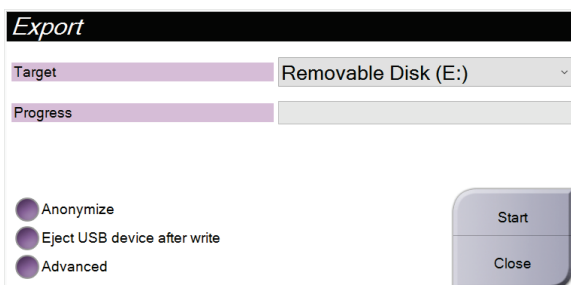 Export
Target
Removable Disk (E:)
Progress
Anonymize
Eject USB device after write
Advanced
Start
Close